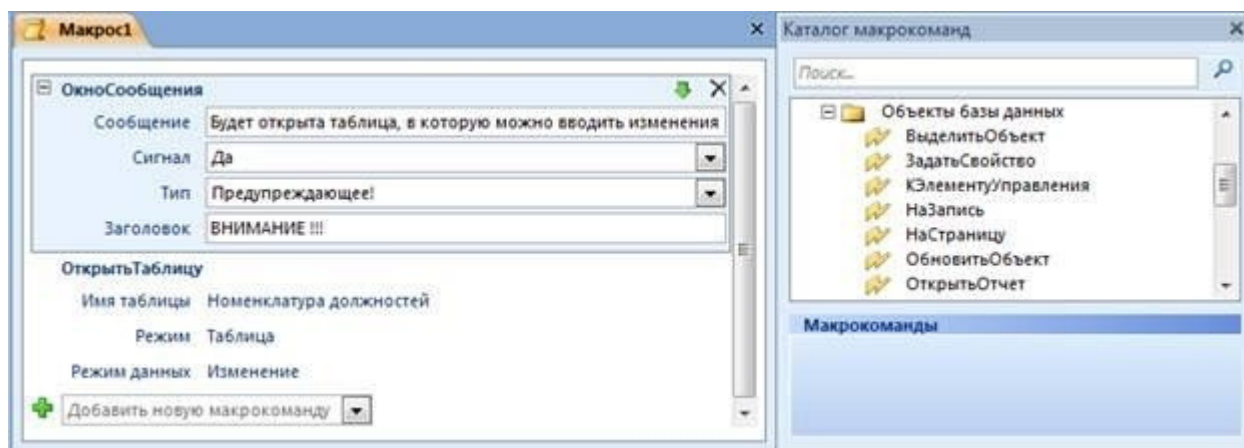 Макрос1
ОкноСообщения
Сообщение Будет открыта таблица, в которую можно вводить изменения
Сигнал Да
Тип Предупреждающее!
Заголовок ВНИМАНИЕ !!!
ОткрытьТаблицу
Имя таблицы Номенклатура должностей
Режим Таблица
Режим данных Изменение
Добавить новую макрокоманду
Каталог макрокоманд
Поиск...
Объекты базы данных
ВыделитьОбъект
ЗадатьСвойство
КЭлементуУправления
НаЗапись
НаСтраницу
ОбновитьОбъект
ОткрытьОтчет
Макрокоманды